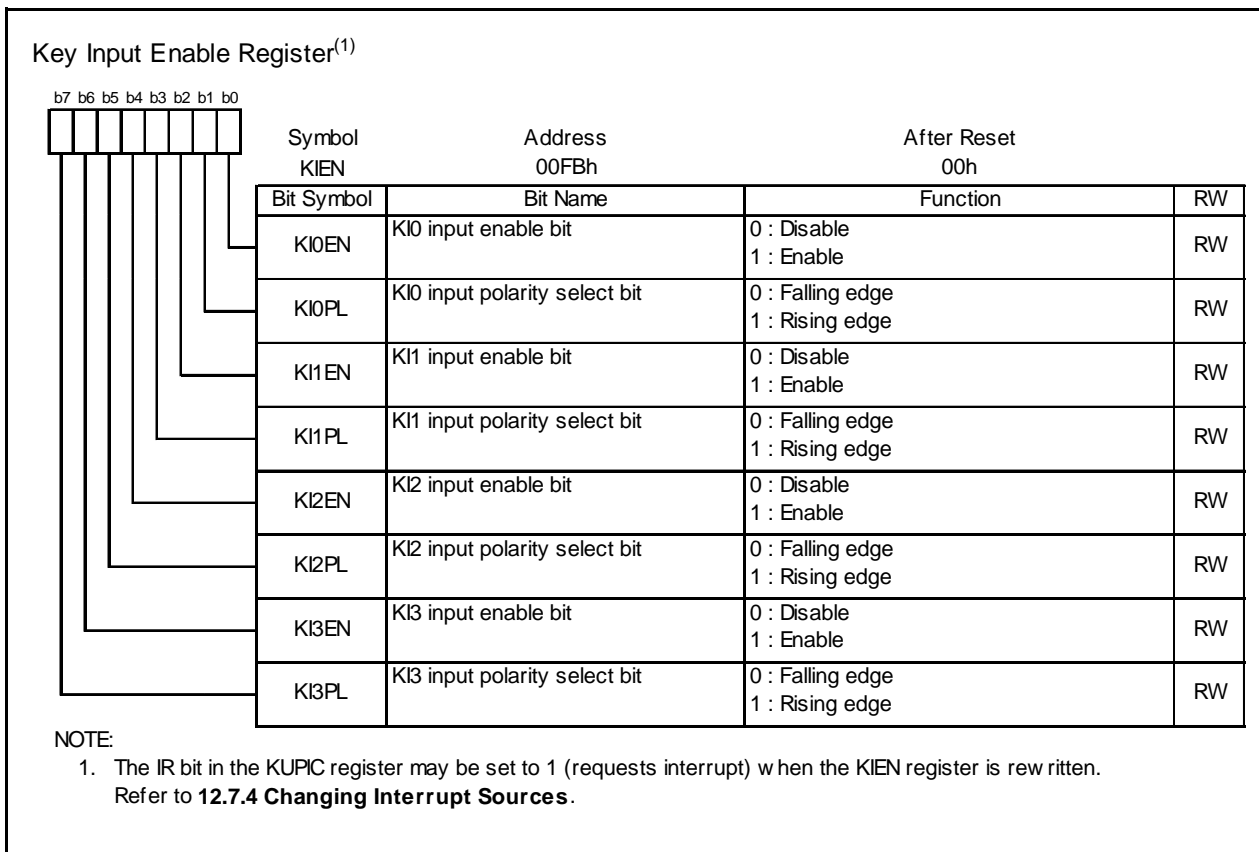 Key Input Enable Register(1)
b7 b6 b5 b4 b3 b2 b1 b0
Symbol Address After Reset
KIEN 00FBh 00h
Bit Symbol Bit Name Function RW
KI0EN KI0 input enable bit 0 : Disable RW
1 : Enable
KI0PL KI0 input polarity select bit 0 : Falling edge RW
1 : Rising edge
KI1EN KI1 input enable bit 0 : Disable RW
1 : Enable
KI1PL KI1 input polarity select bit 0 : Falling edge RW
1 : Rising edge
KI2EN KI2 input enable bit 0 : Disable RW
1 : Enable
KI2PL KI2 input polarity select bit 0 : Falling edge RW
1 : Rising edge
KI3EN KI3 input enable bit 0 : Disable RW
1 : Enable
KI3PL KI3 input polarity select bit 0 : Falling edge RW
1 : Rising edge
NOTE:
1. The IR bit in the KUPIC register may be set to 1 (requests interrupt) when the KIEN register is rewritten.
Refer to 12.7.4 Changing Interrupt Sources.